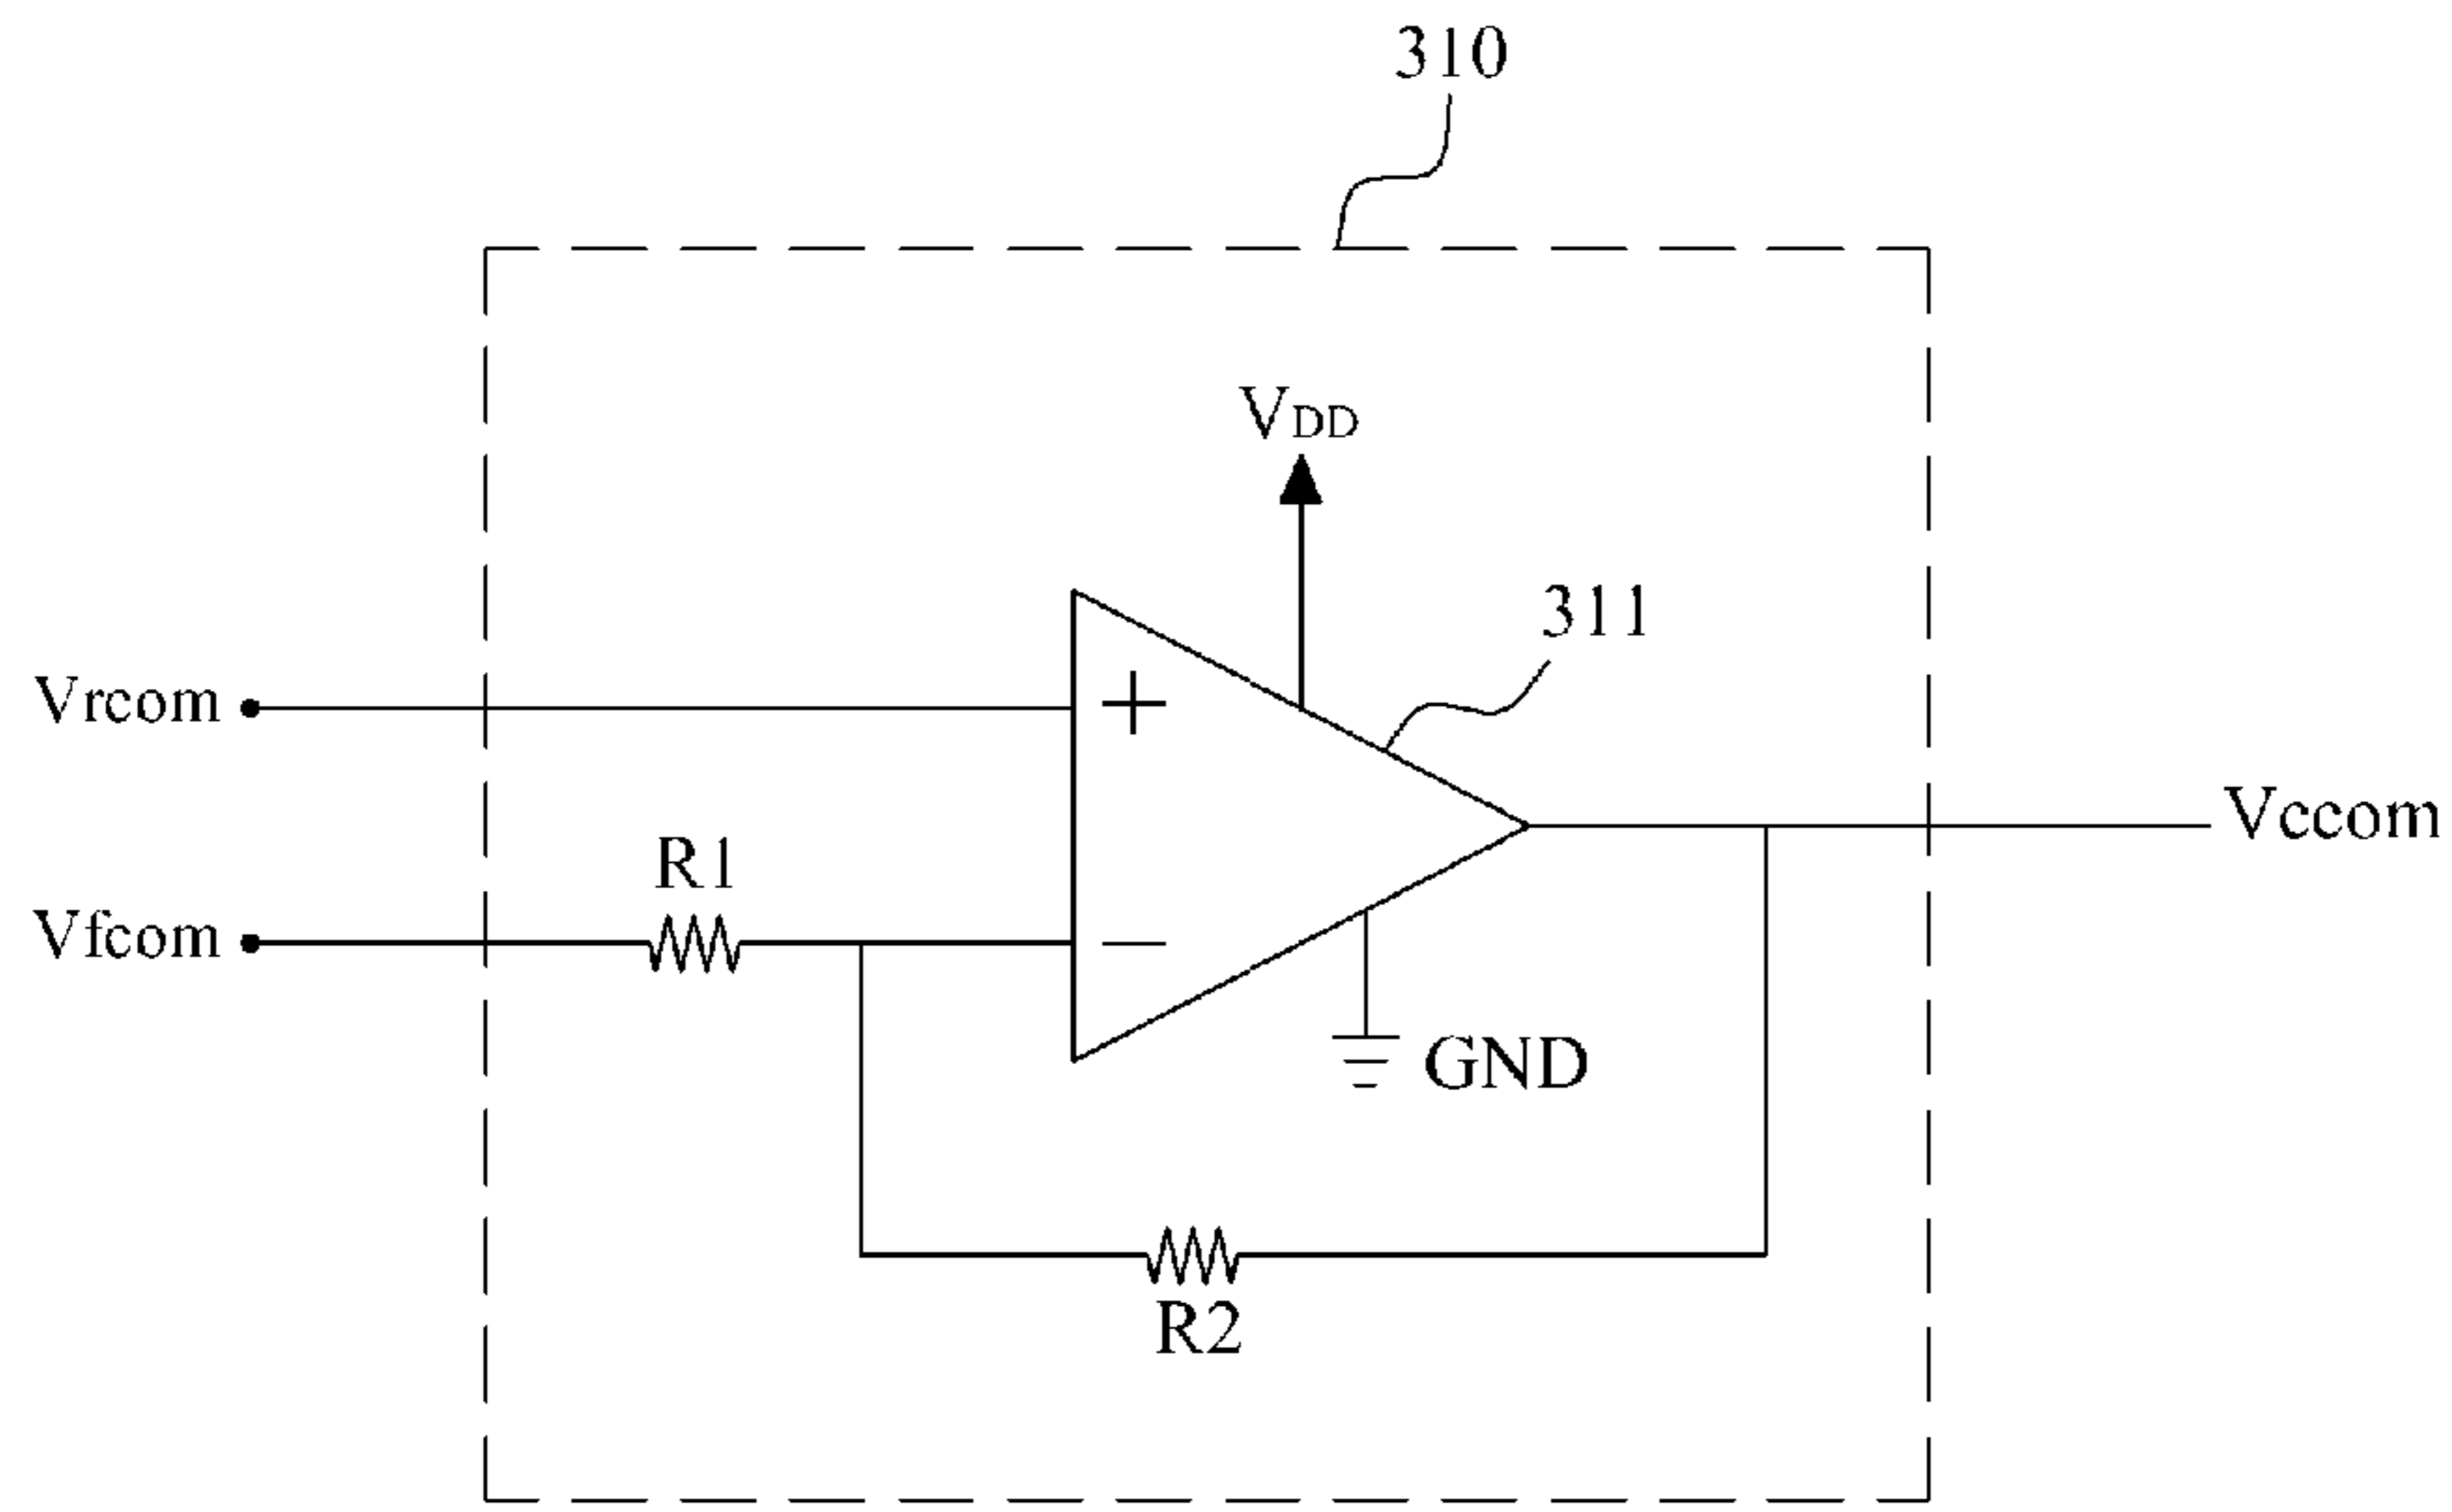 310
VDD
311
Vrcom
+
Vccom
R1
Vfcom
−
GND
R2